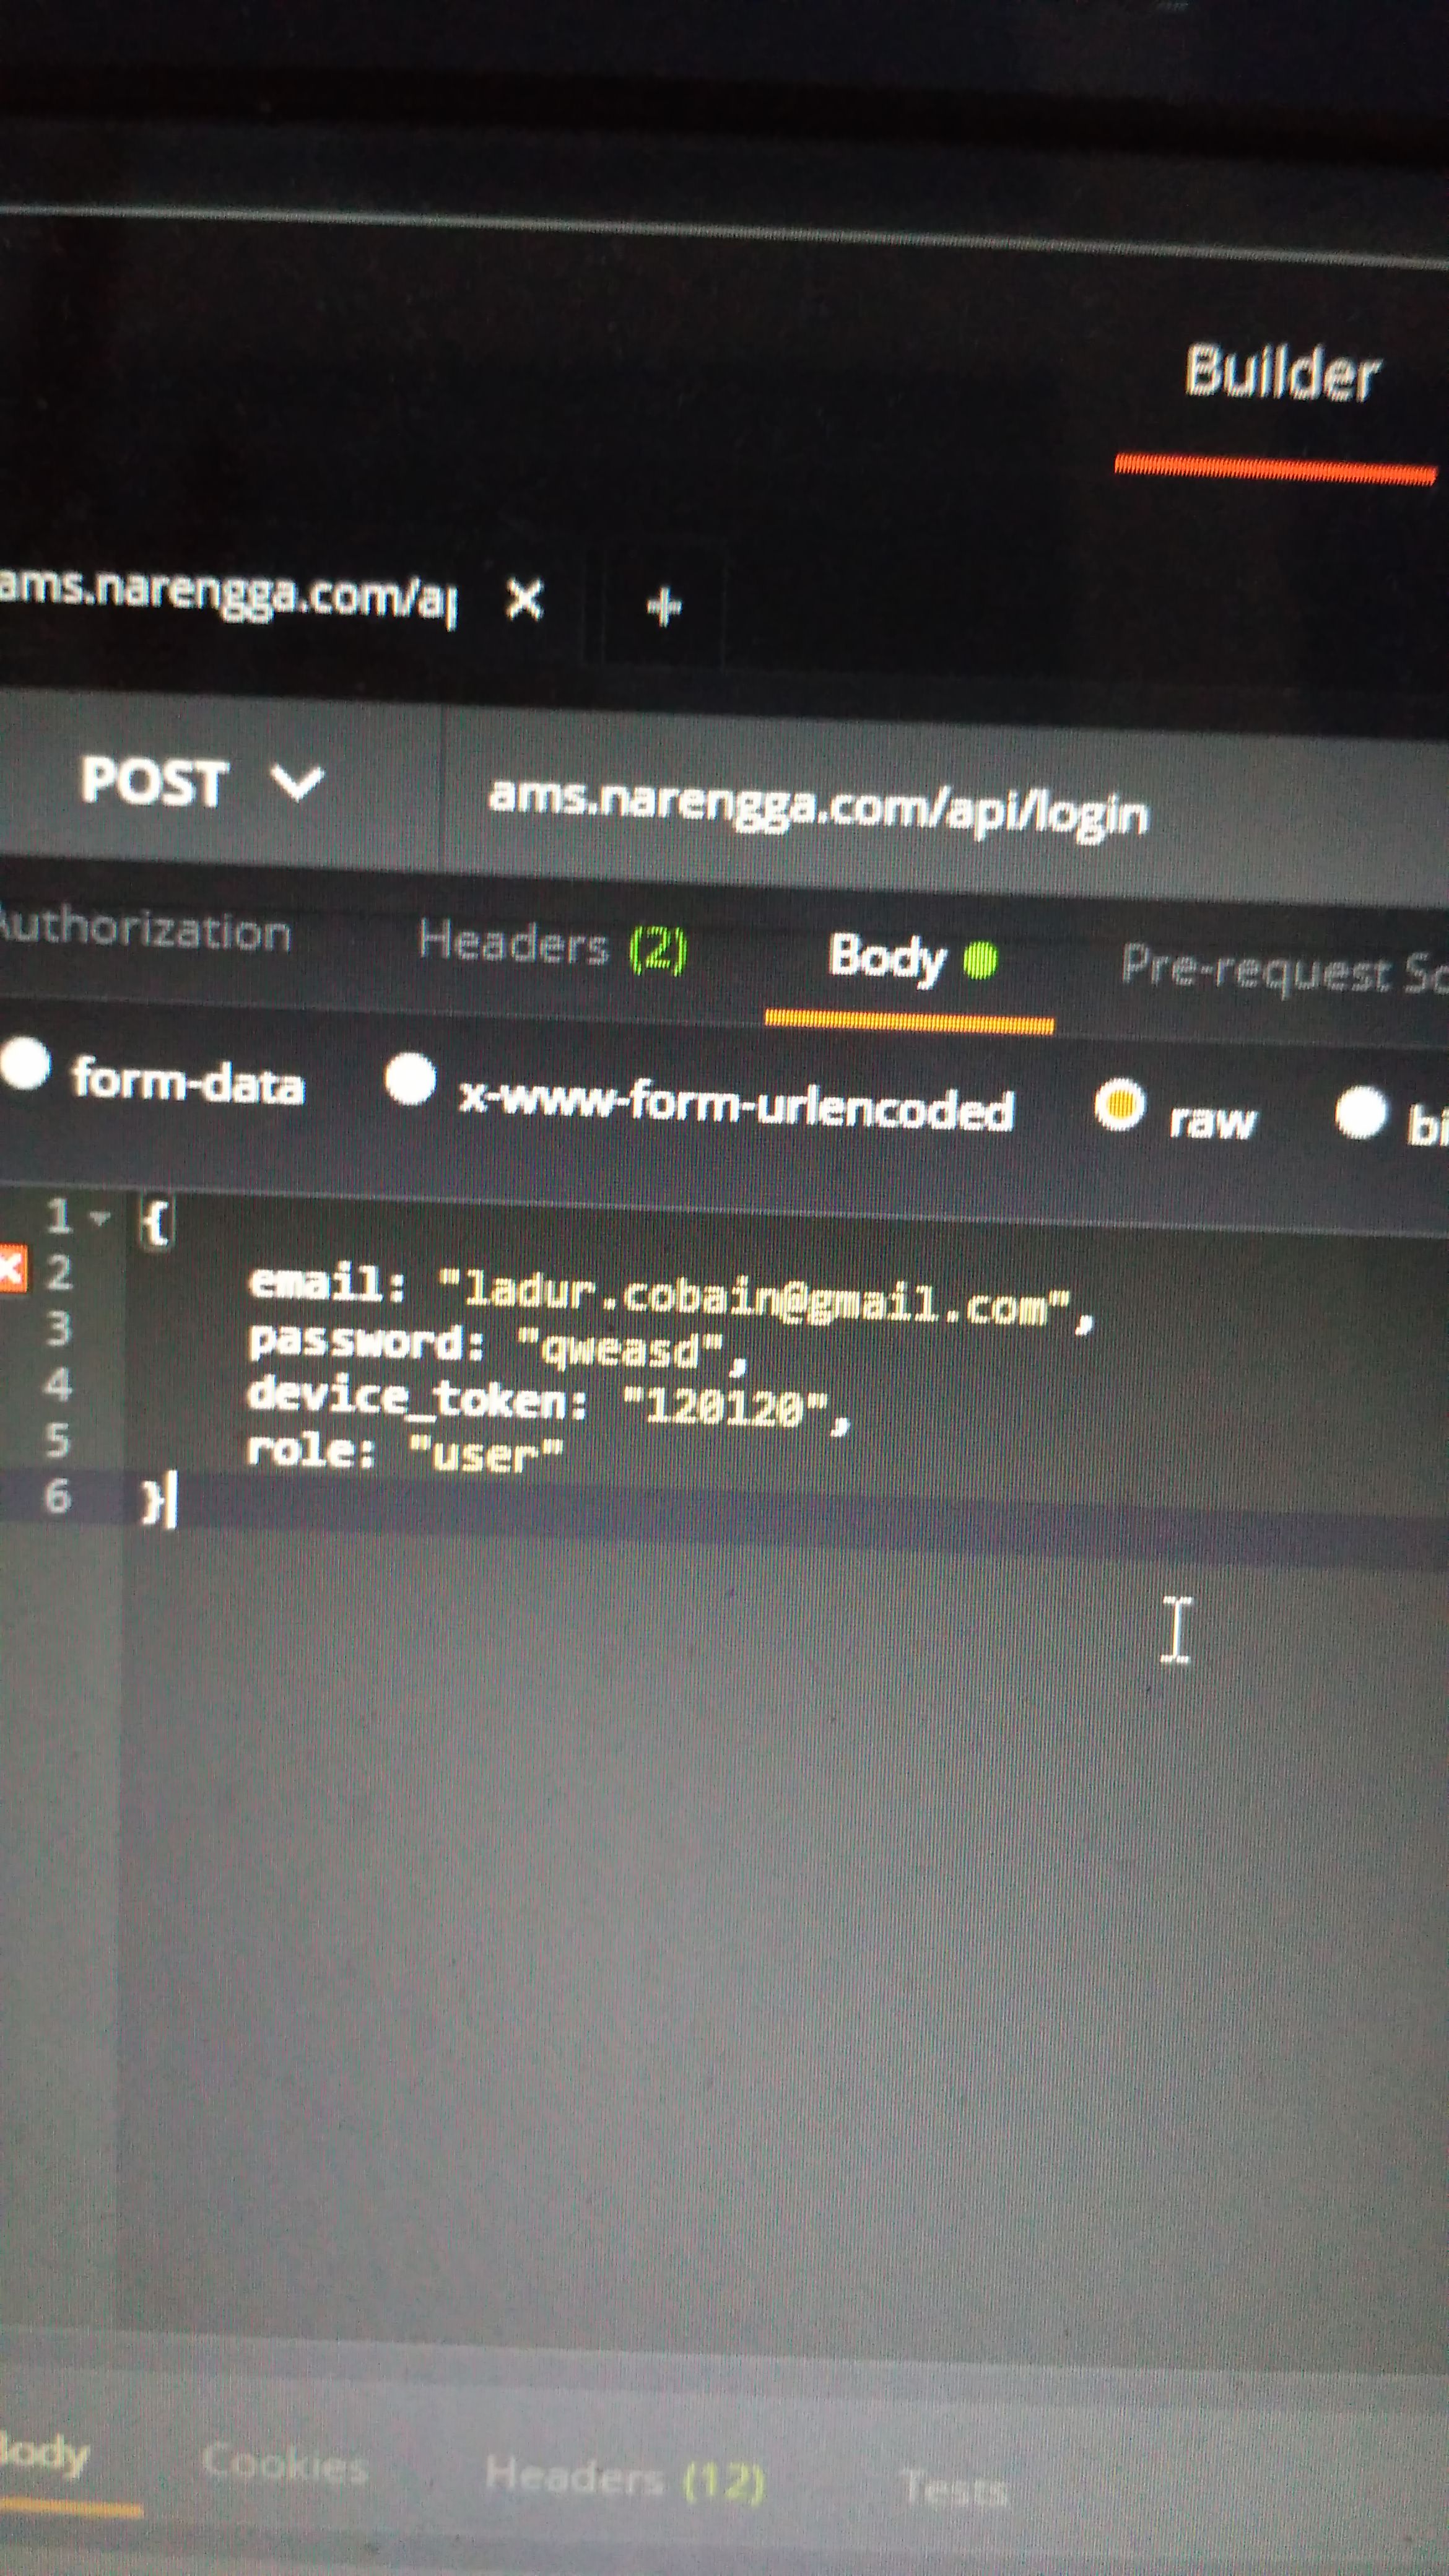 Builder
ams.narengga.com/ap
POST ams.narengga.com/api/login
Authorization Headers (2) Body Pre-request Sc
form-data x-www-form-urlencoded raw bi
1 {
2 email: "ladur.cobain@gmail.com",
3 password: "qweasd",
4 device_token: "120120",
5 role: "user"
6 }
Body Cookies Headers (12) Tests